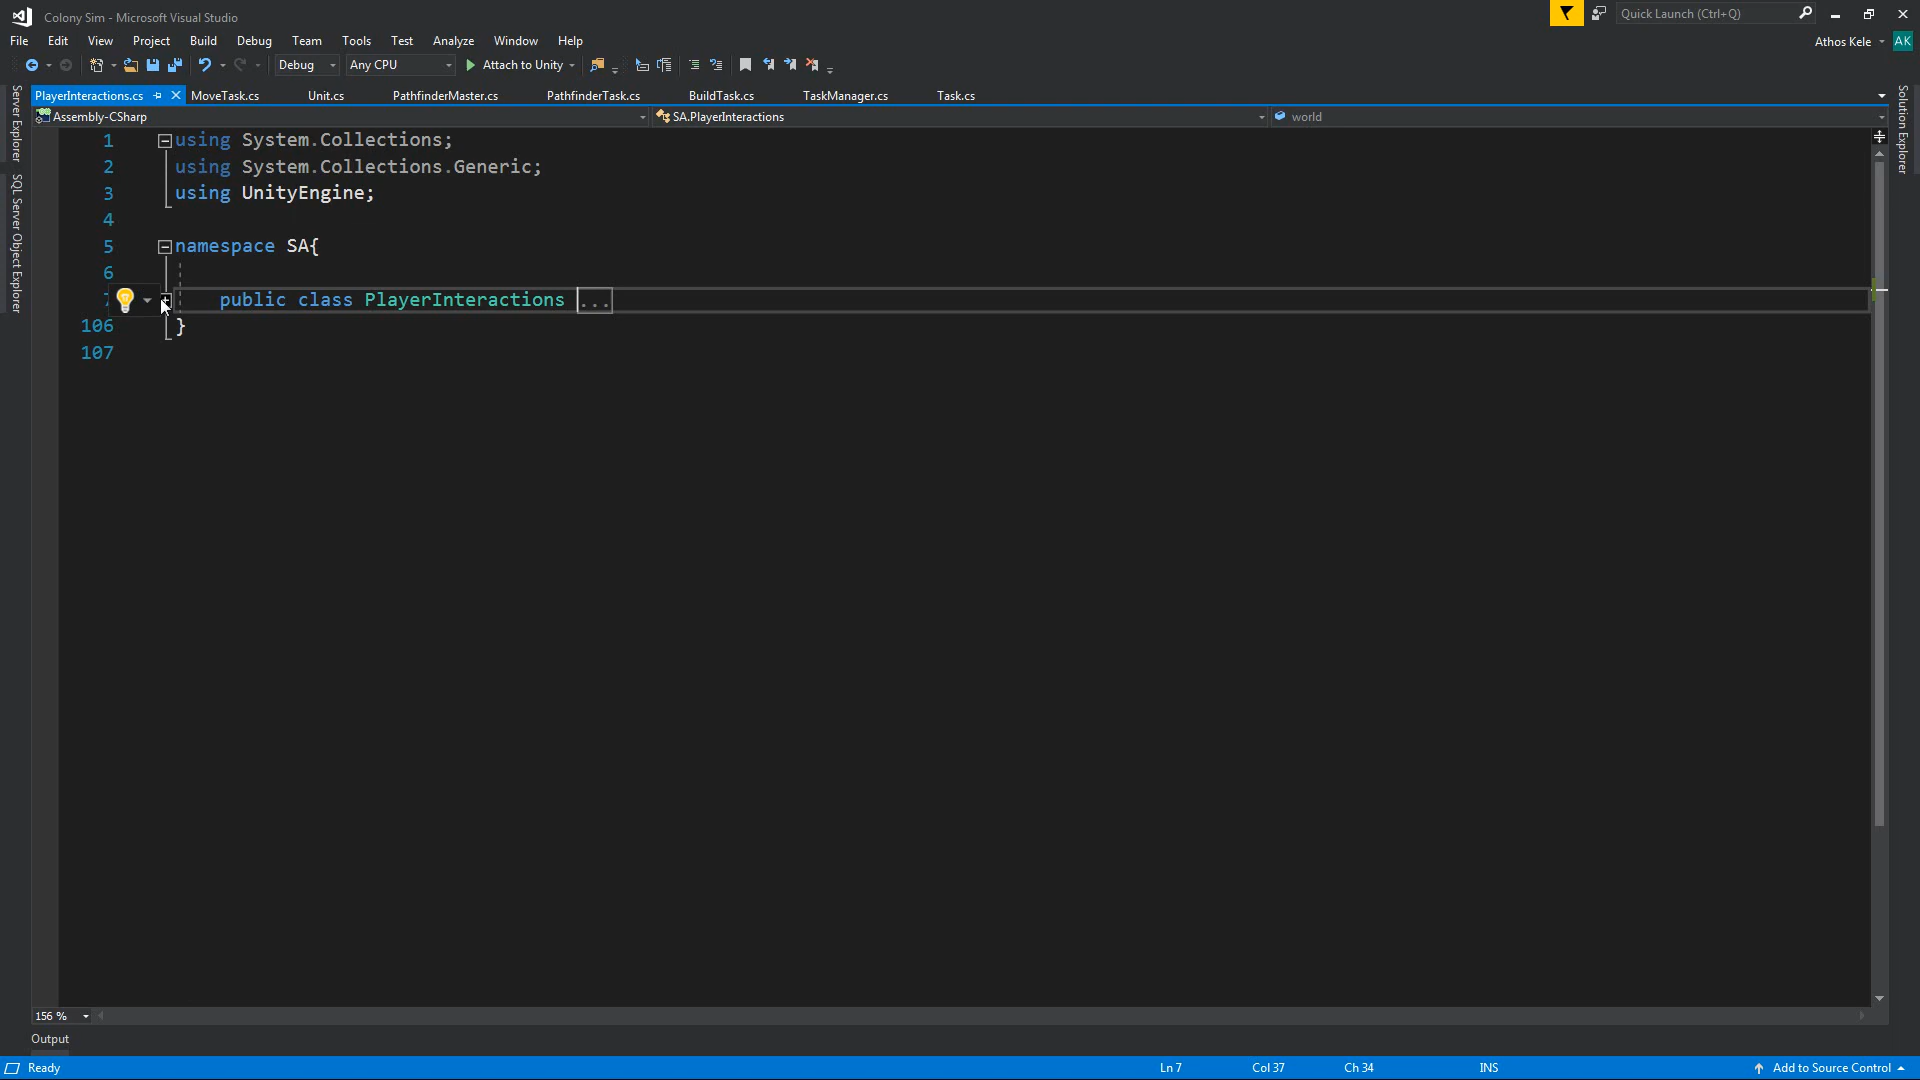 Colony Sim - Microsoft Visual Studio
Quick Launch (Ctrl+Q)
File Edit View Project Build Debug Team Tools Test Analyze Window Help
Athos Kele AK
Debug Any CPU Attach to Unity
PlayerInteractions.cs MoveTask.cs Unit.cs PathfinderMaster.cs PathfinderTask.cs BuildTask.cs TaskManager.cs Task.cs
Assembly-CSharp SA.PlayerInteractions world
Server Explorer
SQL Server Object Explorer
Solution Explorer
1 using System.Collections;
2 using System.Collections.Generic;
3 using UnityEngine;
4
5 namespace SA{
6
7 public class PlayerInteractions ...
106 }
107
156 %
Output
Ready Ln 7 Col 37 Ch 34 INS Add to Source Control